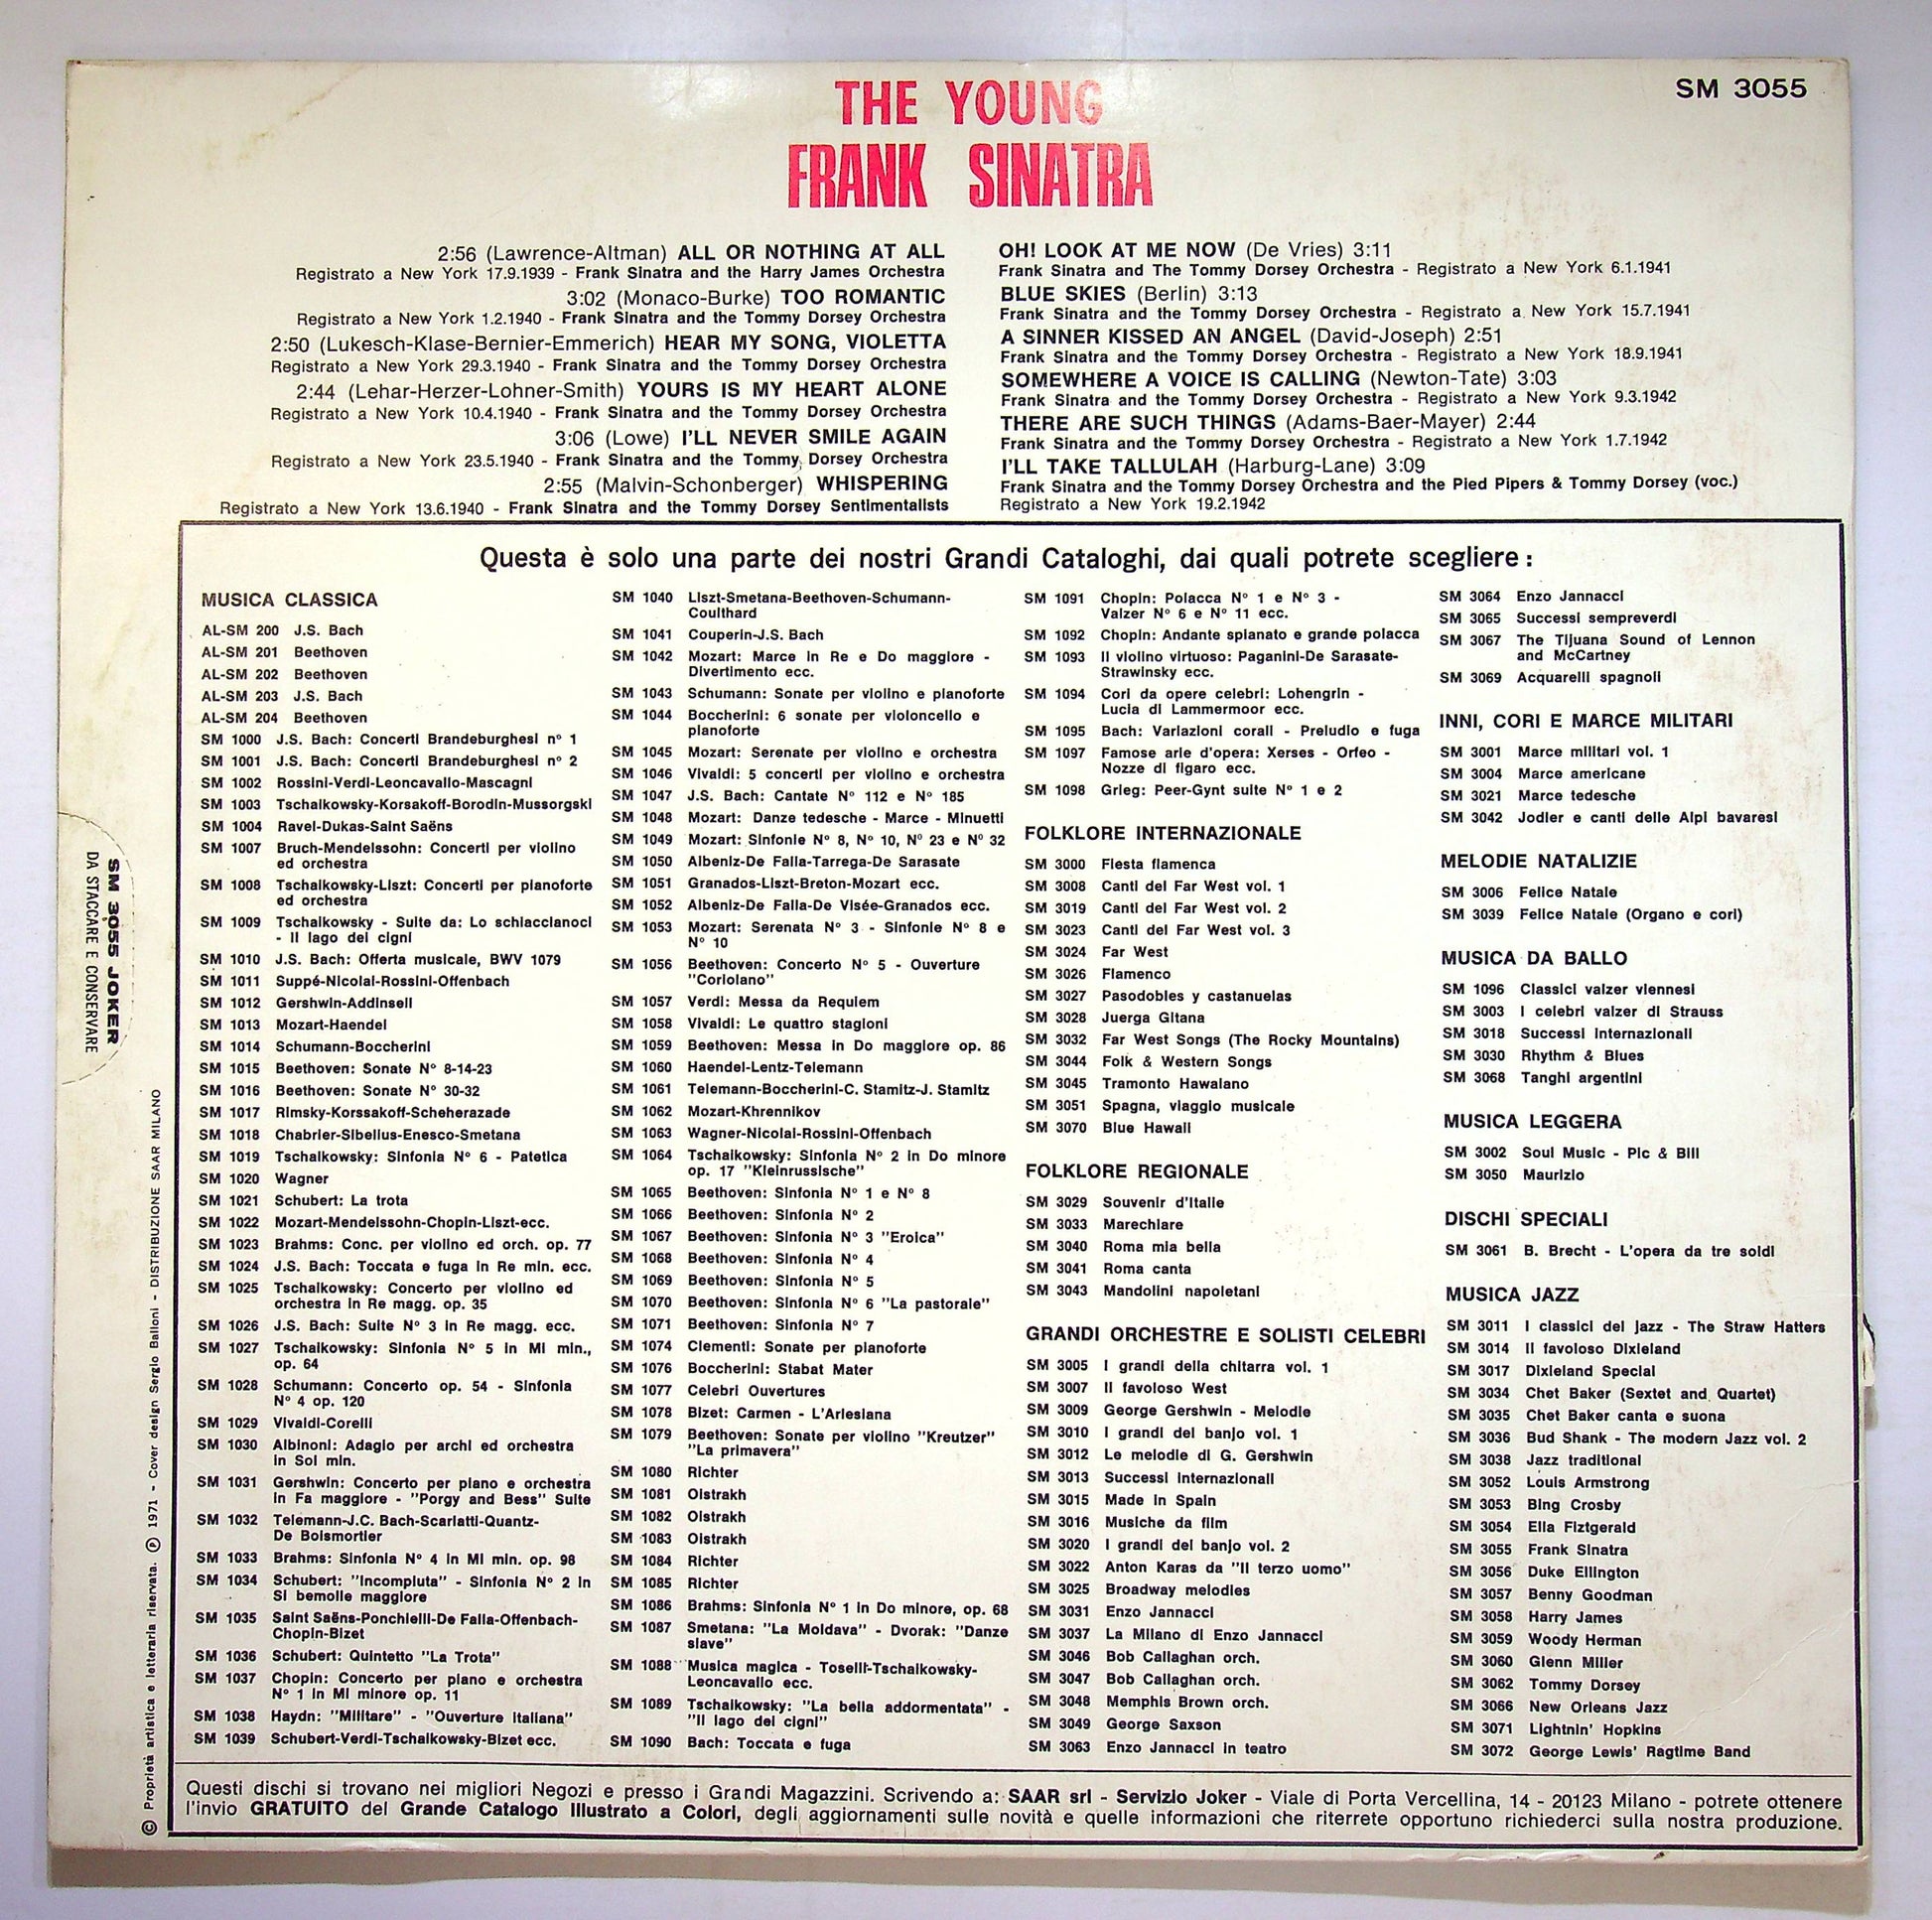 THE YOUNG
FRANK SINATRA
SM 3055
2:56 (Lawrence-Altman) ALL OR NOTHING AT ALL
Registrato a New York 17.9.1939 - Frank Sinatra and the Harry James Orchestra
3:02 (Monaco-Burke) TOO ROMANTIC
Registrato a New York 1.2.1940 - Frank Sinatra and the Tommy Dorsey Orchestra
2:50 (Lukesch-Klase-Bernier-Emmerich) HEAR MY SONG, VIOLETTA
Registrato a New York 29.3.1940 - Frank Sinatra and the Tommy Dorsey Orchestra
2:44 (Lehar-Herzer-Lohner-Smith) YOURS IS MY HEART ALONE
Registrato a New York 10.4.1940 - Frank Sinatra and the Tommy Dorsey Orchestra
3:06 (Lowe) I'LL NEVER SMILE AGAIN
Registrato a New York 23.5.1940 - Frank Sinatra and the Tommy Dorsey Orchestra
2:55 (Malvin-Schonberger) WHISPERING
Registrato a New York 13.6.1940 - Frank Sinatra and the Tommy Dorsey Sentimentalists
OH! LOOK AT ME NOW (De Vries) 3:11
Frank Sinatra and The Tommy Dorsey Orchestra - Registrato a New York 6.1.1941
BLUE SKIES (Berlin) 3:13
Frank Sinatra and the Tommy Dorsey Orchestra - Registrato a New York 15.7.1941
A SINNER KISSED AN ANGEL (David-Joseph) 2:51
Frank Sinatra and the Tommy Dorsey Orchestra - Registrato a New York 18.9.1941
SOMEWHERE A VOICE IS CALLING (Newton-Tate) 3:03
Frank Sinatra and the Tommy Dorsey Orchestra - Registrato a New York 9.3.1942
THERE ARE SUCH THINGS (Adams-Baer-Mayer) 2:44
Frank Sinatra and the Tommy Dorsey Orchestra - Registrato a New York 1.7.1942
I'LL TAKE TALLULAH (Harburg-Lane) 3:09
Frank Sinatra and the Tommy Dorsey Orchestra and the Pied Pipers & Tommy Dorsey (voc.)
Registrato a New York 19.2.1942
Questa è solo una parte dei nostri Grandi Cataloghi, dai quali potrete scegliere :
MUSICA CLASSICA
AL-SM 200 J.S. Bach
AL-SM 201 Beethoven
AL-SM 202 Beethoven
AL-SM 203 J.S. Bach
AL-SM 204 Beethoven
SM 1000 J.S. Bach: Concerti Brandeburghesi n° 1
SM 1001 J.S. Bach: Concerti Brandeburghesi n° 2
SM 1002 Rossini-Verdi-Leoncavallo-Mascagni
SM 1003 Tschaikowsky-Korsakoff-Borodin-Mussorgski
SM 1004 Ravel-Dukas-Saint Saëns
SM 1007 Bruch-Mendelssohn: Concerti per violino
ed orchestra
SM 1008 Tschaikowsky-Liszt: Concerti per pianoforte
ed orchestra
SM 1009 Tschaikowsky - Suite da: Lo schiaccianoci
- Il lago dei cigni
SM 1010 J.S. Bach: Offerta musicale, BWV 1079
SM 1011 Suppé-Nicolai-Rossini-Offenbach
SM 1012 Gershwin-Addinsell
SM 1013 Mozart-Haendel
SM 1014 Schumann-Boccherini
SM 1015 Beethoven: Sonate N° 8-14-23
SM 1016 Beethoven: Sonate N° 30-32
SM 1017 Rimsky-Korssakoff-Scheherazade
SM 1018 Chabrier-Sibelius-Enesco-Smetana
SM 1019 Tschaikowsky: Sinfonia N° 6 - Patetica
SM 1020 Wagner
SM 1021 Schubert: La trota
SM 1022 Mozart-Mendelssohn-Chopin-Liszt-ecc.
SM 1023 Brahms: Conc. per violino ed orch. op. 77
SM 1024 J.S. Bach: Toccata e fuga in Re min. ecc.
SM 1025 Tschaikowsky: Concerto per violino ed
orchestra in Re magg. op. 35
SM 1026 J.S. Bach: Suite N° 3 in Re magg. ecc.
SM 1027 Tschaikowsky: Sinfonia N° 5 in Mi min.,
op. 64
SM 1028 Schumann: Concerto op. 54 - Sinfonia
N° 4 op. 120
SM 1029 Vivaldi-Corelli
SM 1030 Albinoni: Adagio per archi ed orchestra
in Sol min.
SM 1031 Gershwin: Concerto per piano e orchestra
in Fa maggiore - "Porgy and Bess" Suite
SM 1032 Telemann-J.C. Bach-Scarlatti-Quantz-
De Boismortier
SM 1033 Brahms: Sinfonia N° 4 in Mi min. op. 98
SM 1034 Schubert: "Incompiuta" - Sinfonia N° 2 in
Si bemolle maggiore
SM 1035 Saint Saëns-Ponchielli-De Falla-Offenbach-
Chopin-Bizet
SM 1036 Schubert: Quintetto "La Trota"
SM 1037 Chopin: Concerto per piano e orchestra
N° 1 in Mi minore op. 11
SM 1038 Haydn: "Militare" - "Ouverture italiana"
SM 1039 Schubert-Verdi-Tschaikowsky-Bizet ecc.
SM 1040 Liszt-Smetana-Beethoven-Schumann-
Coulthard
SM 1041 Couperin-J.S. Bach
SM 1042 Mozart: Marce in Re e Do maggiore -
Divertimento ecc.
SM 1043 Schumann: Sonate per violino e pianoforte
SM 1044 Boccherini: 6 sonate per violoncello e
pianoforte
SM 1045 Mozart: Serenate per violino e orchestra
SM 1046 Vivaldi: 5 concerti per violino e orchestra
SM 1047 J.S. Bach: Cantate N° 112 e N° 185
SM 1048 Mozart: Danze tedesche - Marce - Minuetti
SM 1049 Mozart: Sinfonie N° 8, N° 10, N° 23 e N° 32
SM 1050 Albeniz-De Falla-Tarrega-De Sarasate
SM 1051 Granados-Liszt-Breton-Mozart ecc.
SM 1052 Albeniz-De Falla-De Visée-Granados ecc.
SM 1053 Mozart: Serenata N° 3 - Sinfonie N° 8 e
N° 10
SM 1056 Beethoven: Concerto N° 5 - Ouverture
"Coriolano"
SM 1057 Verdi: Messa da Requiem
SM 1058 Vivaldi: Le quattro stagioni
SM 1059 Beethoven: Messa in Do maggiore op. 86
SM 1060 Haendel-Lentz-Telemann
SM 1061 Telemann-Boccherini-C. Stamitz-J. Stamitz
SM 1062 Mozart-Khrennikov
SM 1063 Wagner-Nicolai-Rossini-Offenbach
SM 1064 Tschaikowsky: Sinfonia N° 2 in Do minore
op. 17 "Kleinrussische"
SM 1065 Beethoven: Sinfonia N° 1 e N° 8
SM 1066 Beethoven: Sinfonia N° 2
SM 1067 Beethoven: Sinfonia N° 3 "Eroica"
SM 1068 Beethoven: Sinfonia N° 4
SM 1069 Beethoven: Sinfonia N° 5
SM 1070 Beethoven: Sinfonia N° 6 "La pastorale"
SM 1071 Beethoven: Sinfonia N° 7
SM 1074 Clementi: Sonate per pianoforte
SM 1076 Boccherini: Stabat Mater
SM 1077 Celebri Ouvertures
SM 1078 Bizet: Carmen - L'Arlesiana
SM 1079 Beethoven: Sonate per violino "Kreutzer"
"La primavera"
SM 1080 Richter
SM 1081 Oistrakh
SM 1082 Oistrakh
SM 1083 Oistrakh
SM 1084 Richter
SM 1085 Richter
SM 1086 Brahms: Sinfonia N° 1 in Do minore, op. 68
SM 1087 Smetana: "La Moldava" - Dvorak: "Danze
slave"
SM 1088 Musica magica - Toselli-Tschaikowsky-
Leoncavallo ecc.
SM 1089 Tschaikowsky: "La bella addormentata" -
"Il lago dei cigni"
SM 1090 Bach: Toccata e fuga
SM 1091 Chopin: Polacca N° 1 e N° 3 -
Valzer N° 6 e N° 11 ecc.
SM 1092 Chopin: Andante spianato e grande polacca
SM 1093 Il violino virtuoso: Paganini-De Sarasate-
Strawinsky ecc.
SM 1094 Cori da opere celebri: Lohengrin -
Lucia di Lammermoor ecc.
SM 1095 Bach: Variazioni corali - Preludio e fuga
SM 1097 Famose arie d'opera: Xerses - Orfeo -
Nozze di figaro ecc.
SM 1098 Grieg: Peer-Gynt suite N° 1 e 2
FOLKLORE INTERNAZIONALE
SM 3000 Fiesta flamenca
SM 3008 Canti del Far West vol. 1
SM 3019 Canti del Far West vol. 2
SM 3023 Canti del Far West vol. 3
SM 3024 Far West
SM 3026 Flamenco
SM 3027 Pasodobles y castanuelas
SM 3028 Juerga Gitana
SM 3032 Far West Songs (The Rocky Mountains)
SM 3044 Folk & Western Songs
SM 3045 Tramonto Hawaiano
SM 3051 Spagna, viaggio musicale
SM 3070 Blue Hawaii
FOLKLORE REGIONALE
SM 3029 Souvenir d'Italie
SM 3033 Marechiare
SM 3040 Roma mia bella
SM 3041 Roma canta
SM 3043 Mandolini napoletani
GRANDI ORCHESTRE E SOLISTI CELEBRI
SM 3005 I grandi della chitarra vol. 1
SM 3007 Il favoloso West
SM 3009 George Gershwin - Melodie
SM 3010 I grandi del banjo vol. 1
SM 3012 Le melodie di G. Gershwin
SM 3013 Successi internazionali
SM 3015 Made in Spain
SM 3016 Musiche da film
SM 3020 I grandi del banjo vol. 2
SM 3022 Anton Karas da "Il terzo uomo"
SM 3025 Broadway melodies
SM 3031 Enzo Jannacci
SM 3037 La Milano di Enzo Jannacci
SM 3046 Bob Callaghan orch.
SM 3047 Bob Callaghan orch.
SM 3048 Memphis Brown orch.
SM 3049 George Saxson
SM 3063 Enzo Jannacci in teatro
SM 3064 Enzo Jannacci
SM 3065 Successi sempreverdi
SM 3067 The Tijuana Sound of Lennon
and McCartney
SM 3069 Acquarelli spagnoli
INNI, CORI E MARCE MILITARI
SM 3001 Marce militari vol. 1
SM 3004 Marce americane
SM 3021 Marce tedesche
SM 3042 Jodler e canti delle Alpi bavaresi
MELODIE NATALIZIE
SM 3006 Felice Natale
SM 3039 Felice Natale (Organo e cori)
MUSICA DA BALLO
SM 1096 Classici valzer viennesi
SM 3003 I celebri valzer di Strauss
SM 3018 Successi internazionali
SM 3030 Rhythm & Blues
SM 3068 Tanghi argentini
MUSICA LEGGERA
SM 3002 Soul Music - Pic & Bill
SM 3050 Maurizio
DISCHI SPECIALI
SM 3061 B. Brecht - L'opera da tre soldi
MUSICA JAZZ
SM 3011 I classici del jazz - The Straw Hatters
SM 3014 Il favoloso Dixieland
SM 3017 Dixieland Special
SM 3034 Chet Baker (Sextet and Quartet)
SM 3035 Chet Baker canta e suona
SM 3036 Bud Shank - The modern Jazz vol. 2
SM 3038 Jazz traditional
SM 3052 Louis Armstrong
SM 3053 Bing Crosby
SM 3054 Ella Fiztgerald
SM 3055 Frank Sinatra
SM 3056 Duke Ellington
SM 3057 Benny Goodman
SM 3058 Harry James
SM 3059 Woody Herman
SM 3060 Glenn Miller
SM 3062 Tommy Dorsey
SM 3066 New Orleans Jazz
SM 3071 Lightnin' Hopkins
SM 3072 George Lewis' Ragtime Band
Questi dischi si trovano nei migliori Negozi e presso i Grandi Magazzini. Scrivendo a: SAAR srl - Servizio Joker - Viale di Porta Vercellina, 14 - 20123 Milano - potrete ottenere
l'invio GRATUITO del Grande Catalogo Illustrato a Colori, degli aggiornamenti sulle novità e quelle informazioni che riterrete opportuno richiederci sulla nostra produzione.
SM 3055 JOKER
DA STACCARE E CONSERVARE
© Proprietà artistica e letteraria riservata. ℗ 1971 - Cover design Sergio Balloni - DISTRIBUZIONE SAAR MILANO